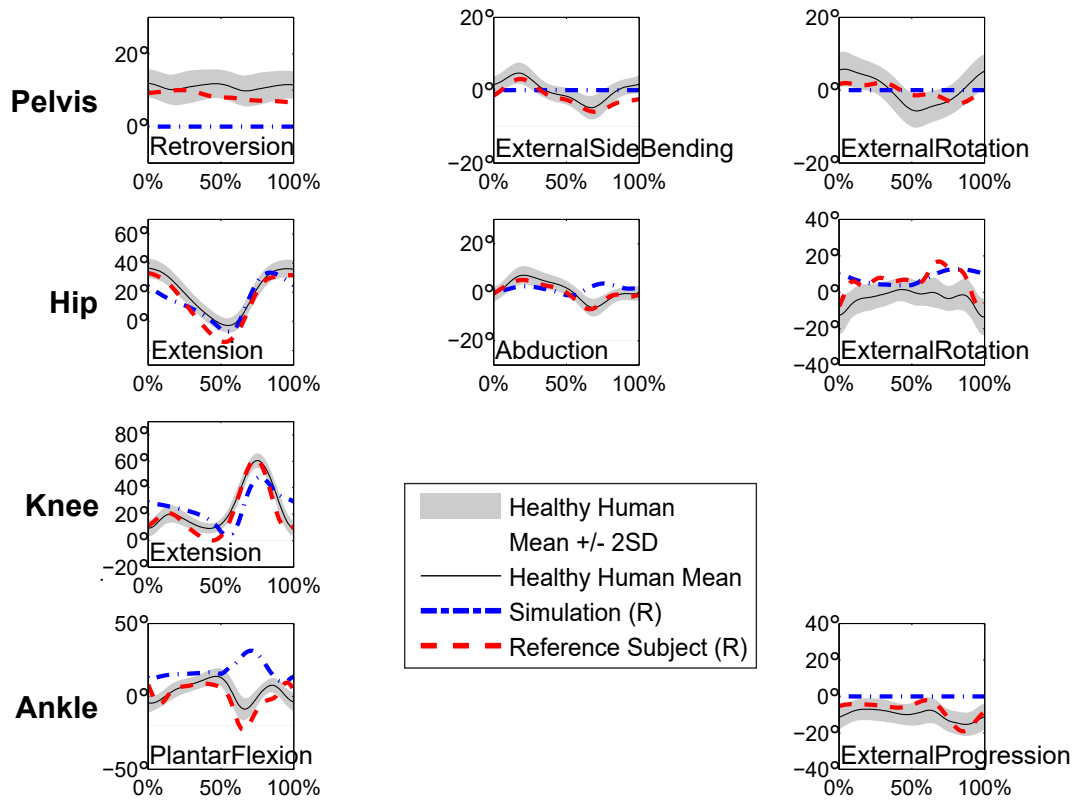 Pelvis
20°
0°
Retroversion
0% 50% 100%
20°
0°
−20°
ExternalSideBending
0% 50% 100%
20°
0°
−20°
ExternalRotation
0% 50% 100%
Hip
60°
40°
20°
0°
Extension
0% 50% 100%
20°
0°
−20°
Abduction
0% 50% 100%
40°
20°
0°
−20°
−40°
ExternalRotation
0% 50% 100%
Knee
80°
60°
40°
20°
0°
−20°
Extension
0% 50% 100%
Healthy Human
Mean +/- 2SD
Healthy Human Mean
Simulation (R)
Reference Subject (R)
Ankle
50°
0°
−50°
PlantarFlexion
0% 50% 100%
40°
20°
0°
−20°
−40°
ExternalProgression
0% 50% 100%